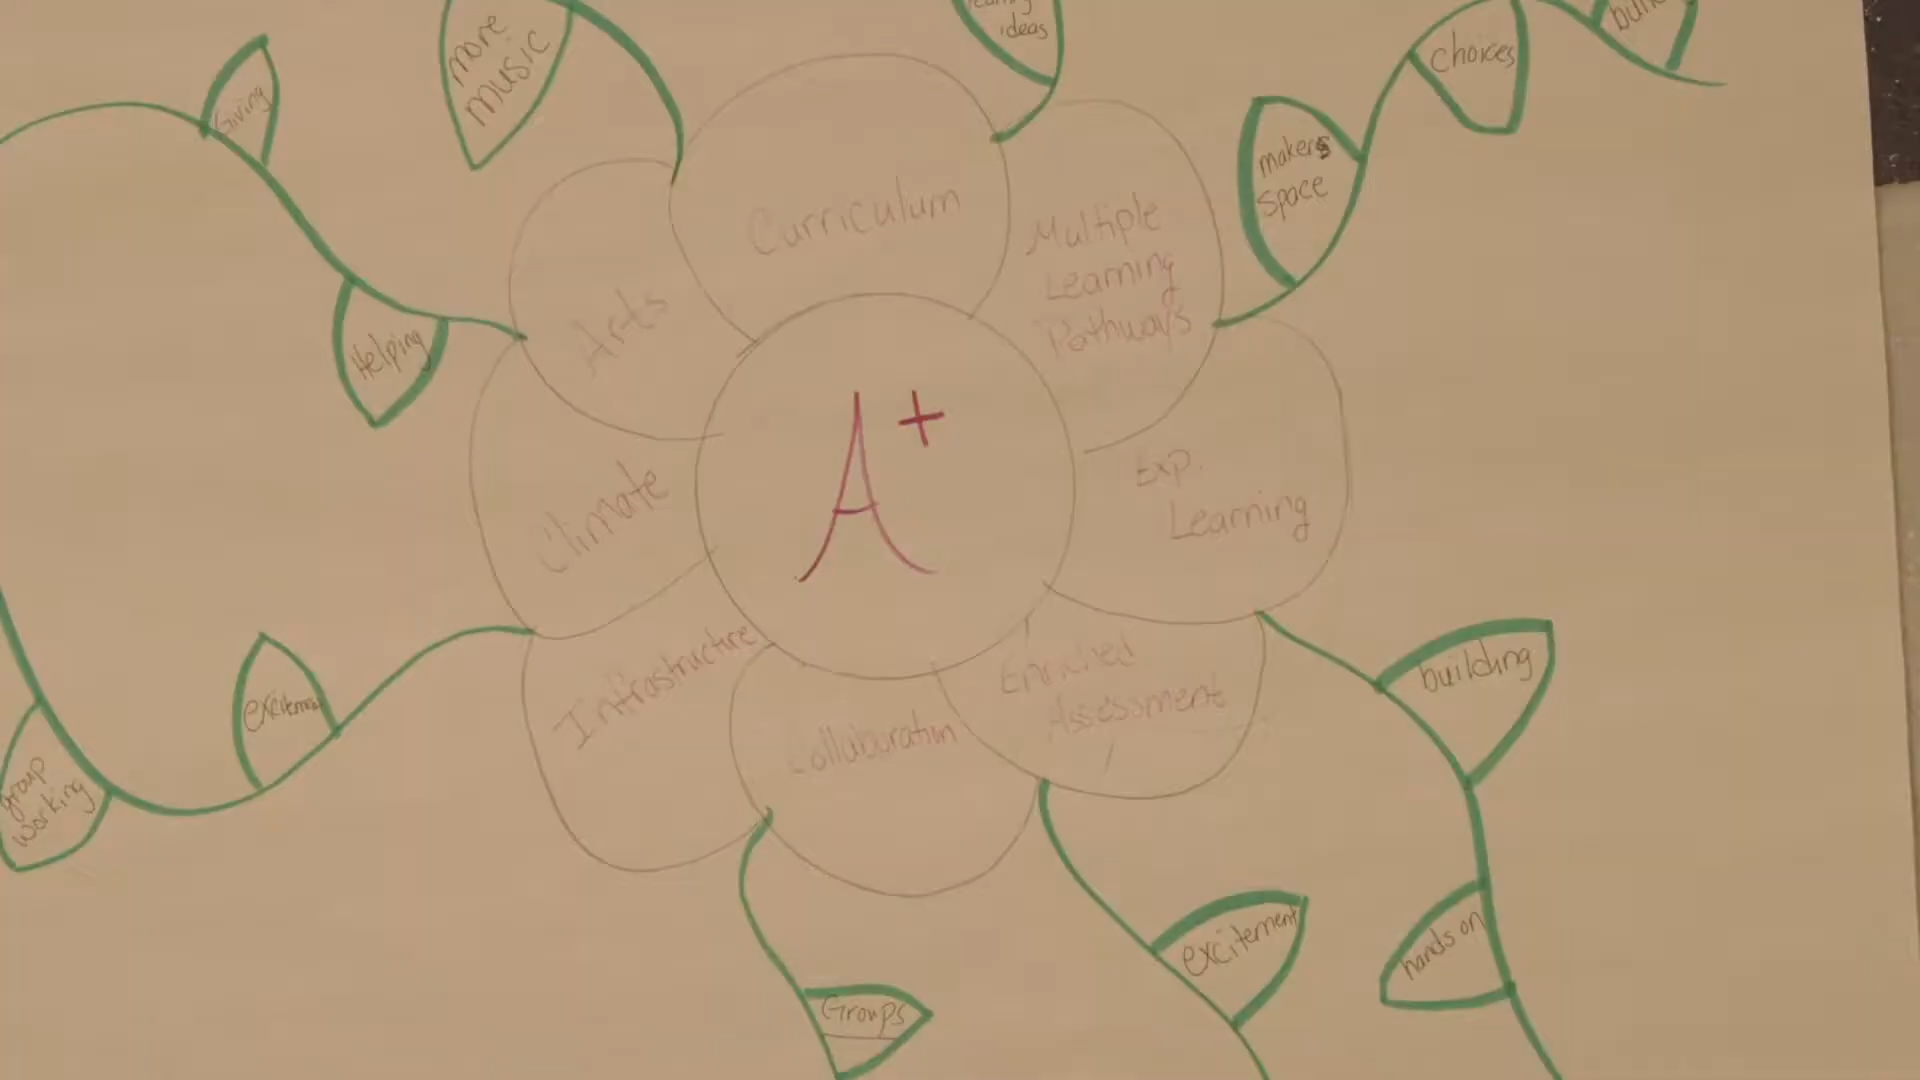 more
music
ideas
choices
Giving
makers
space
Curriculum
Multiple
Learning
Pathways
Arts
Helping
A+
Climate
Exp.
Learning
Infrastructure
Enriched
Assessment
Collaboration
building
excitement
group
working
excitement
hands on
Groups